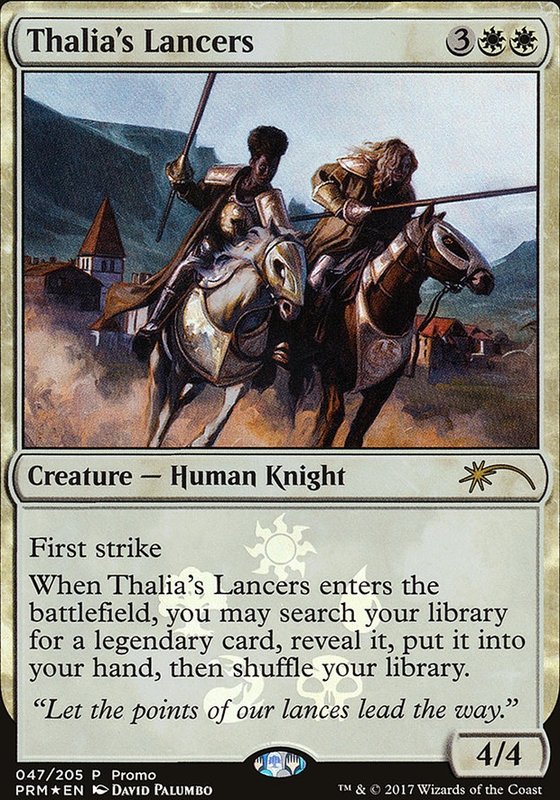 Thalia's Lancers 3
Creature — Human Knight
First strike
When Thalia's Lancers enters the
battlefield, you may search your library
for a legendary card, reveal it, put it into
your hand, then shuffle your library.
“Let the points of our lances lead the way.”
4/4
047/205 P Promo
PRM★EN David Palumbo ™ & © 2017 Wizards of the Coast